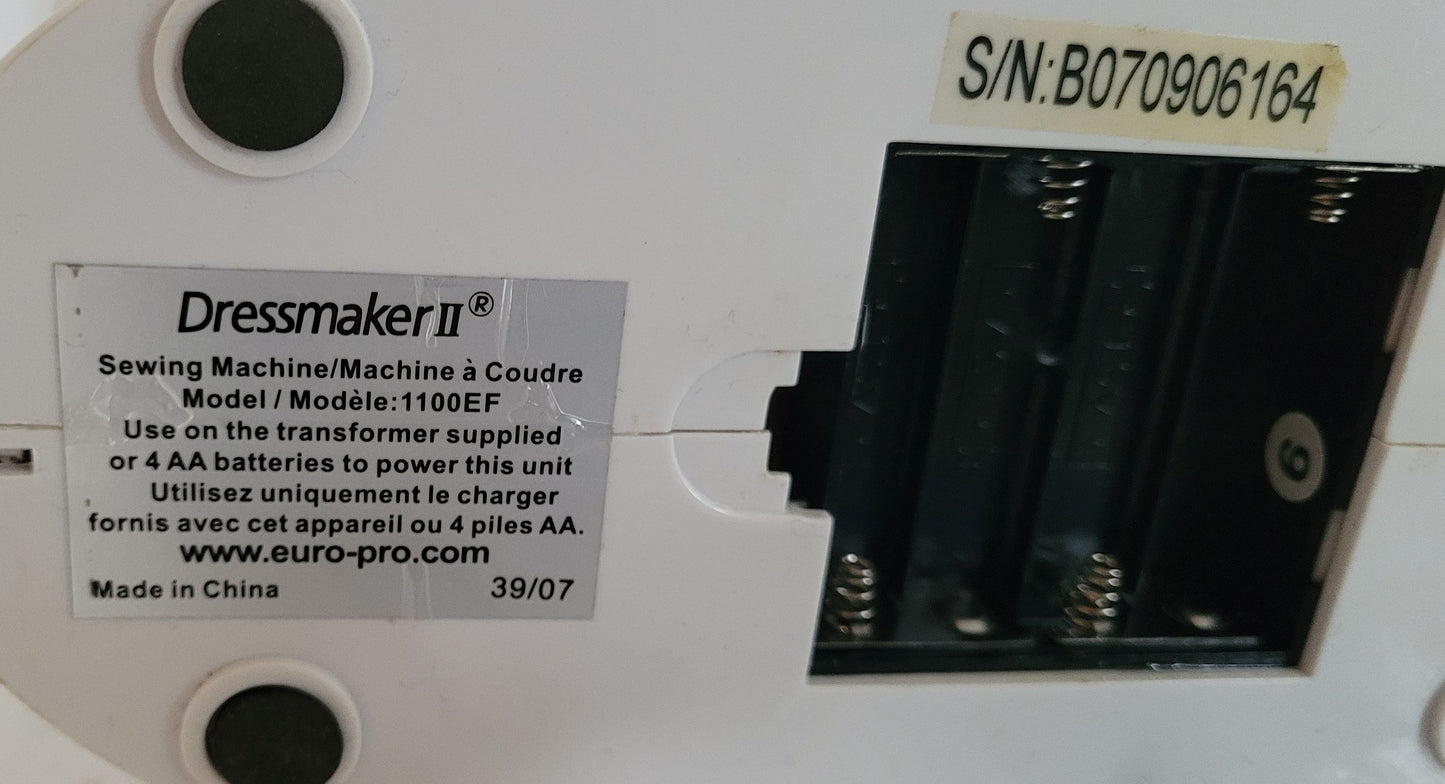 S/N:B070906164
DressmakerII®
Sewing Machine/Machine à Coudre
Model / Modèle:1100EF
Use on the transformer supplied
or 4 AA batteries to power this unit
Utilisez uniquement le charger
fornis avec cet appareil ou 4 piles AA.
www.euro-pro.com
Made in China 39/07